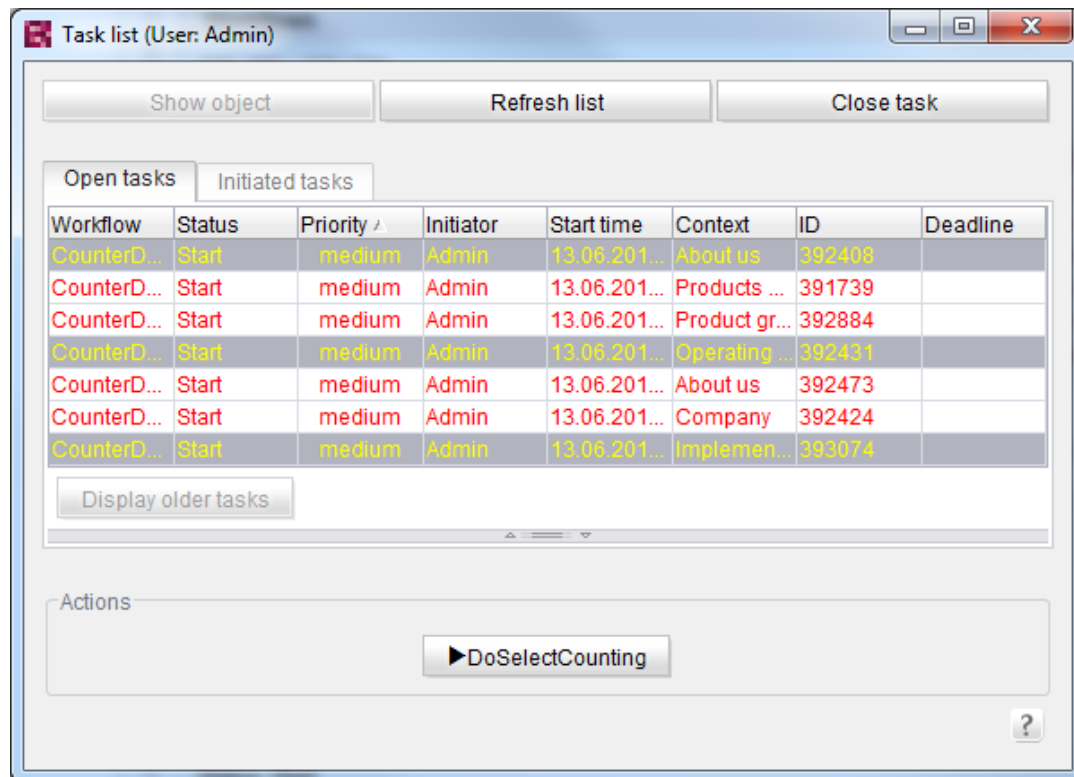 Task list (User: Admin)
Show object Refresh list Close task
Open tasks Initiated tasks
Workflow Status Priority Initiator Start time Context ID Deadline
CounterD... Start medium Admin 13.06.201... About us 392408
CounterD... Start medium Admin 13.06.201... Products ... 391739
CounterD... Start medium Admin 13.06.201... Product gr... 392884
CounterD... Start medium Admin 13.06.201... Operating ... 392431
CounterD... Start medium Admin 13.06.201... About us 392473
CounterD... Start medium Admin 13.06.201... Company 392424
CounterD... Start medium Admin 13.06.201... Implemen... 393074
Display older tasks
Actions
DoSelectCounting
?